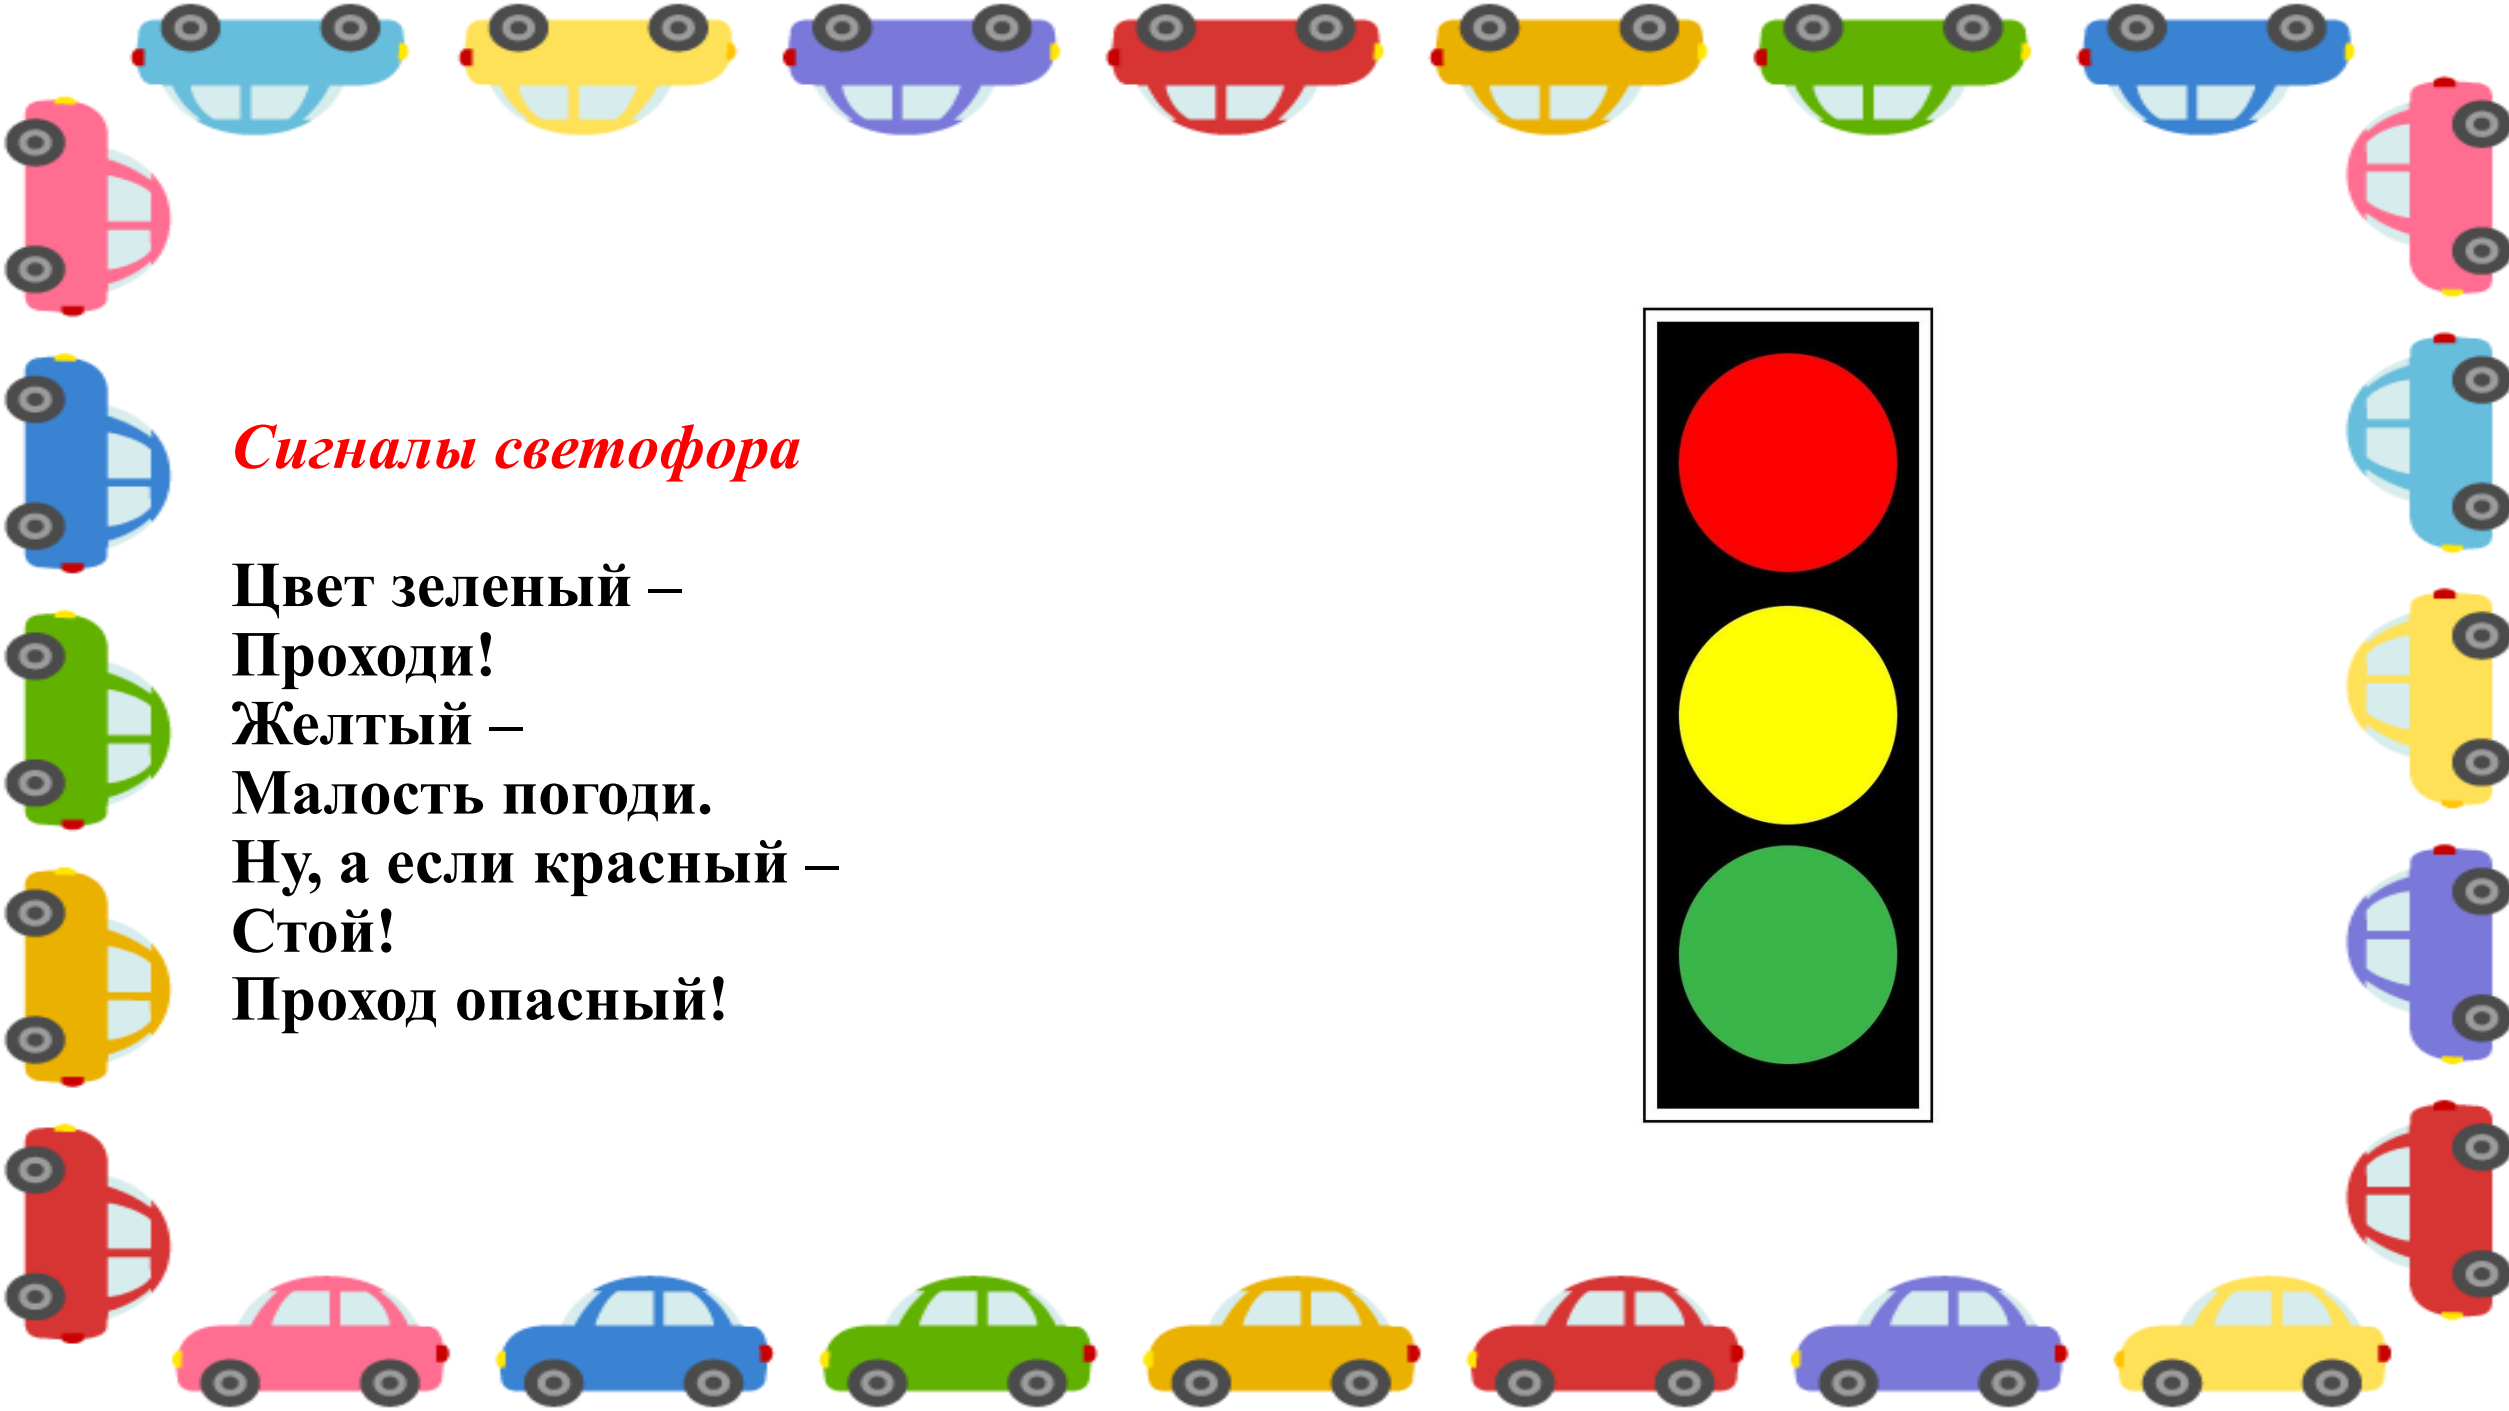 Сигналы светофора
Цвет зеленый –
Проходи!
Желтый –
Малость погоди.
Ну, а если красный –
Стой!
Проход опасный!